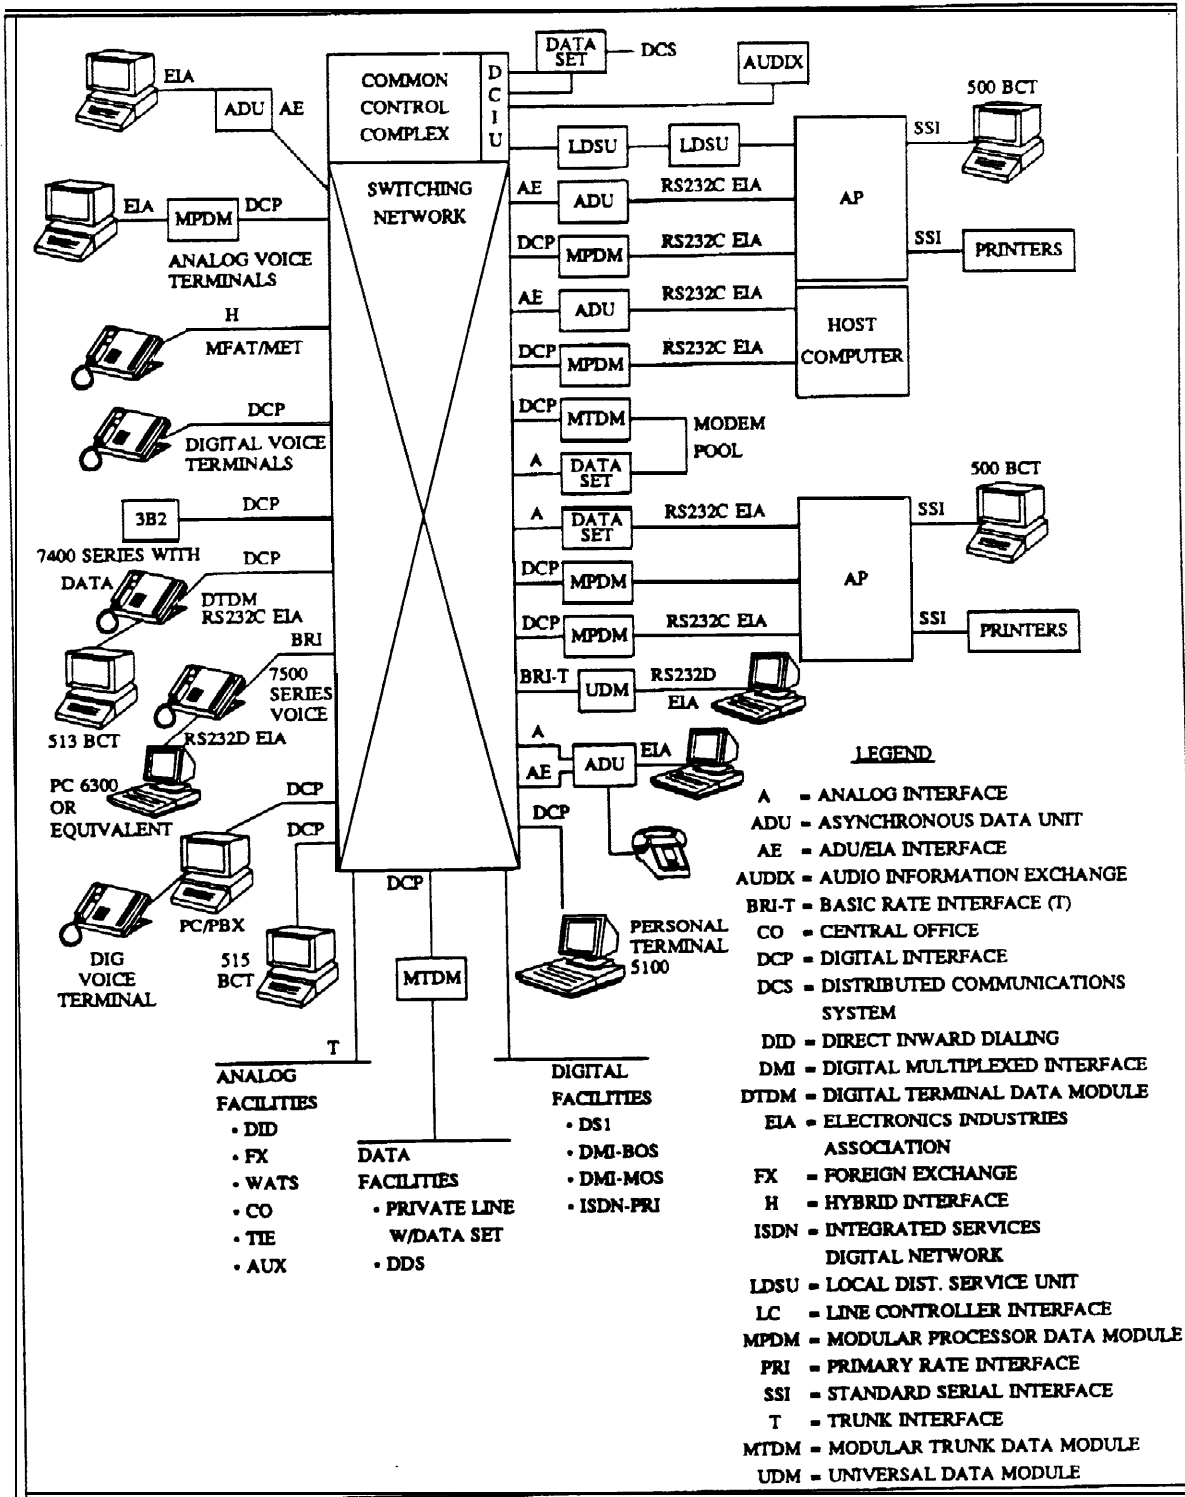 EIA
ADU AE
EIA
MPDM
DCP
ANALOG VOICE
TERMINALS
H
MFAT/MET
DCP
DIGITAL VOICE
TERMINALS
3B2
DCP
7400 SERIES WITH
DATA
DCP
DTDM
RS232C EIA
BRI
7500
SERIES
VOICE
513 BCT
RS232D EIA
PC 6300
OR
EQUIVALENT
DCP
DCP
PC/PBX
DIG
VOICE
TERMINAL
515
BCT
COMMON
CONTROL
COMPLEX
D
C
I
U
SWITCHING
NETWORK
DATA
SET
DCS
AUDIX
LDSU
LDSU
AE
ADU
RS232C EIA
DCP
MPDM
RS232C EIA
AP
SSI
500 BCT
SSI
PRINTERS
AE
ADU
RS232C EIA
DCP
MPDM
RS232C EIA
HOST
COMPUTER
DCP
MTDM
MODEM
POOL
A
DATA
SET
A
DATA
SET
RS232C EIA
DCP
MPDM
DCP
MPDM
RS232C EIA
AP
SSI
500 BCT
SSI
PRINTERS
BRI-T
UDM
RS232D
EIA
A
AE
ADU
EIA
DCP
PERSONAL
TERMINAL
5100
DCP
MTDM
T
ANALOG
FACILITIES
• DID
• FX
• WATS
• CO
• TIE
• AUX
DATA
FACILITIES
• PRIVATE LINE
W/DATA SET
• DDS
DIGITAL
FACILITIES
• DS1
• DMI-BOS
• DMI-MOS
• ISDN-PRI
LEGEND
A = ANALOG INTERFACE
ADU = ASYNCHRONOUS DATA UNIT
AE = ADU/EIA INTERFACE
AUDIX = AUDIO INFORMATION EXCHANGE
BRI-T = BASIC RATE INTERFACE (T)
CO = CENTRAL OFFICE
DCP = DIGITAL INTERFACE
DCS = DISTRIBUTED COMMUNICATIONS
SYSTEM
DID = DIRECT INWARD DIALING
DMI = DIGITAL MULTIPLEXED INTERFACE
DTDM = DIGITAL TERMINAL DATA MODULE
EIA = ELECTRONICS INDUSTRIES
ASSOCIATION
FX = FOREIGN EXCHANGE
H = HYBRID INTERFACE
ISDN = INTEGRATED SERVICES
DIGITAL NETWORK
LDSU = LOCAL DIST. SERVICE UNIT
LC = LINE CONTROLLER INTERFACE
MPDM = MODULAR PROCESSOR DATA MODULE
PRI = PRIMARY RATE INTERFACE
SSI = STANDARD SERIAL INTERFACE
T = TRUNK INTERFACE
MTDM = MODULAR TRUNK DATA MODULE
UDM = UNIVERSAL DATA MODULE